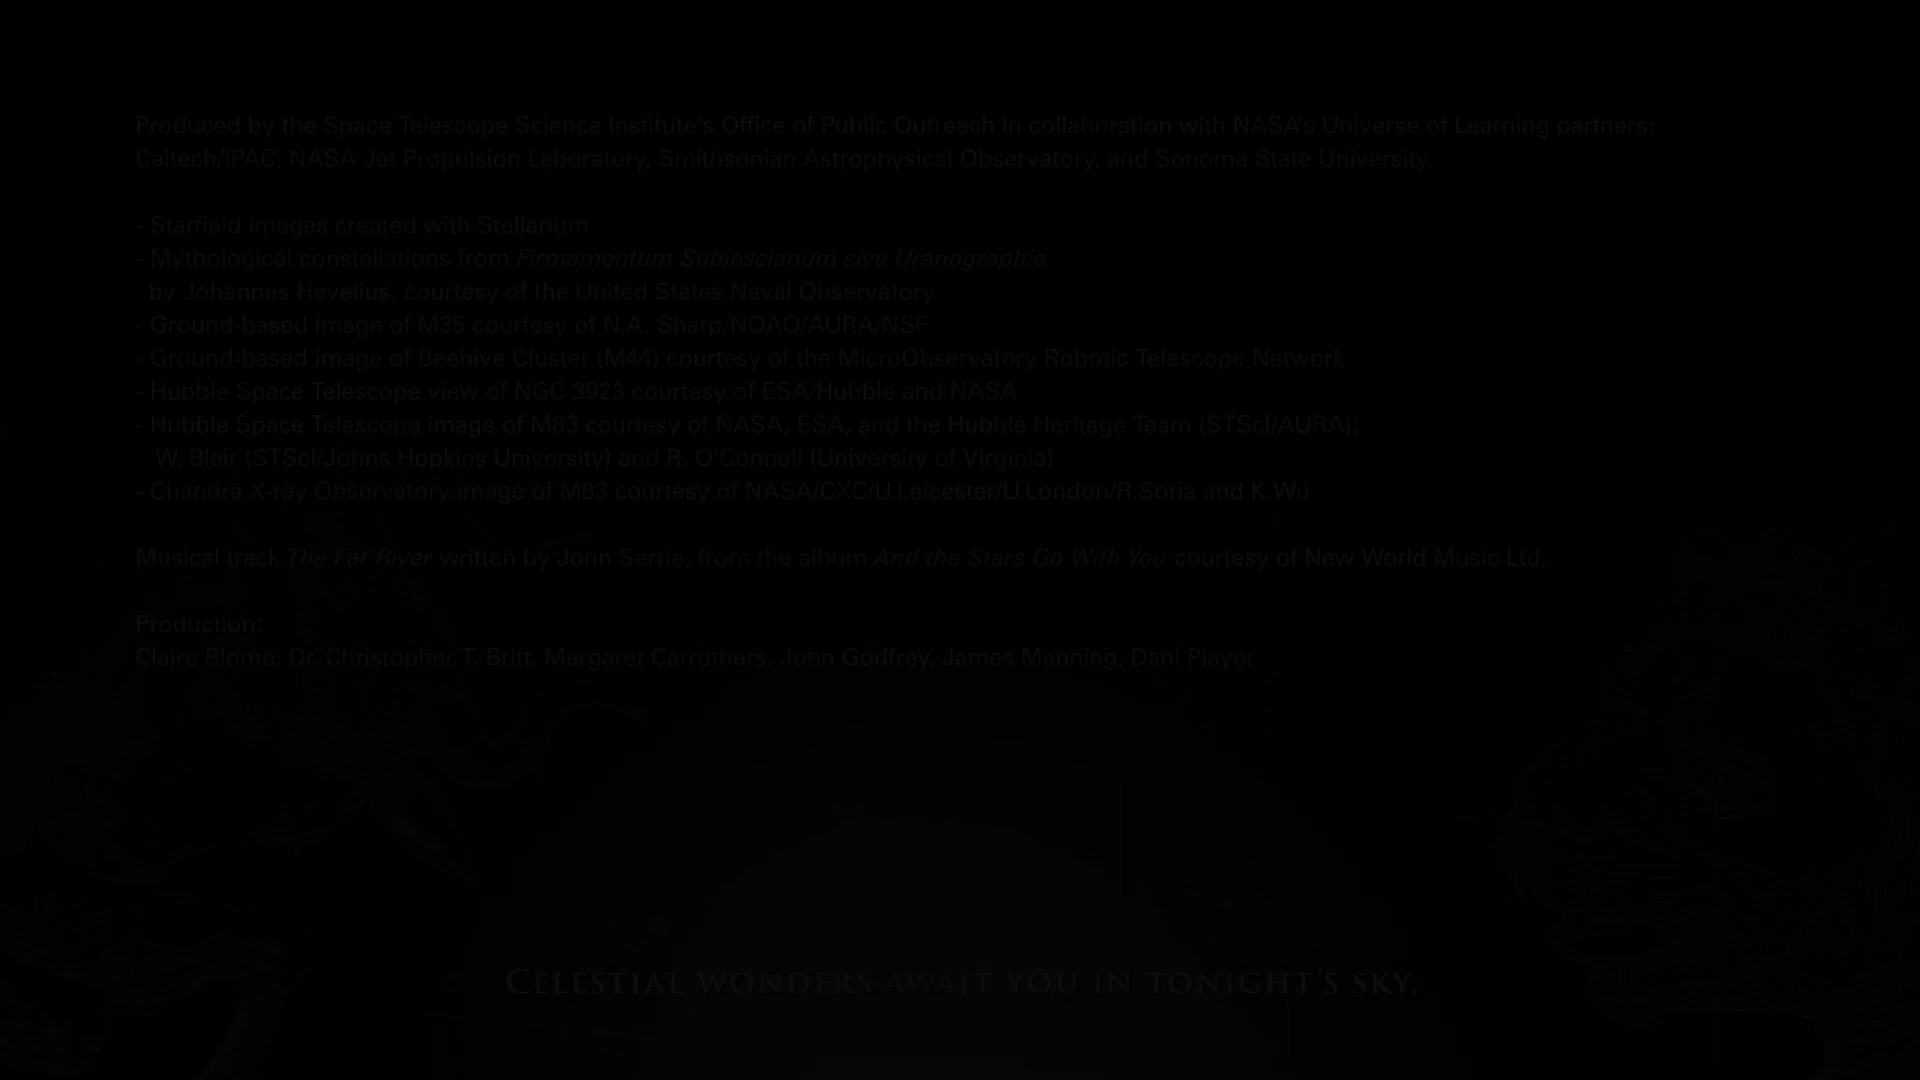 Produced by the Space Telescope Science Institute's Office of Public Outreach in collaboration with NASA's Universe of Learning partners:
Caltech/IPAC, NASA Jet Propulsion Laboratory, Smithsonian Astrophysical Observatory, and Sonoma State University.
- Starfield images created with Stellarium
- Mythological constellations from Firmamentum Sobiescianum sive Uranographia
by Johannes Hevelius, courtesy of the United States Naval Observatory
- Ground-based image of M35 courtesy of N.A. Sharp/NOAO/AURA/NSF
- Ground-based image of Beehive Cluster (M44) courtesy of the MicroObservatory Robotic Telescope Network
- Hubble Space Telescope view of NGC 3923 courtesy of ESA/Hubble and NASA
- Hubble Space Telescope image of M83 courtesy of NASA, ESA, and the Hubble Heritage Team (STScI/AURA);
W. Blair (STScI/Johns Hopkins University) and R. O'Connell (University of Virginia)
- Chandra X-ray Observatory image of M83 courtesy of NASA/CXC/U.Leicester/U.London/R.Soria and K.Wu
Musical track The Far River written by Jonn Serrie, from the album And the Stars Go With You courtesy of New World Music Ltd.
Production:
Claire Blome, Dr. Christopher T. Britt, Margaret Carruthers, John Godfrey, James Manning, Dani Player
CELESTIAL WONDERS AWAIT YOU IN TONIGHT'S SKY.